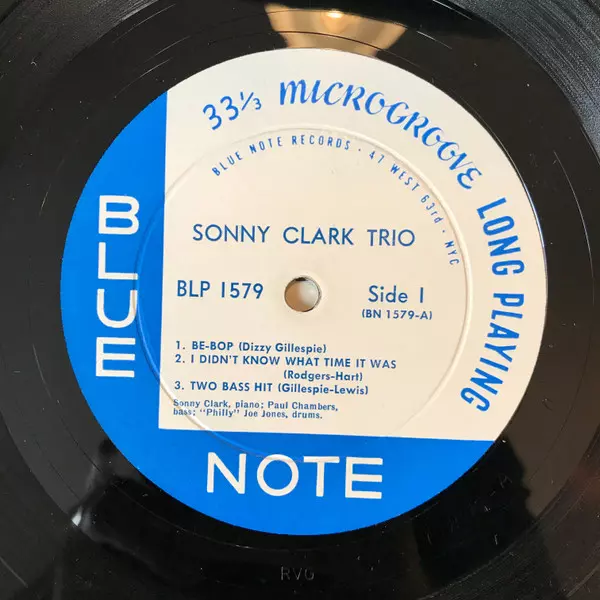 33⅓ MICROGROOVE LONG PLAYING
BLUE NOTE RECORDS · 47 WEST 63rd · NYC
SONNY CLARK TRIO
BLP 1579
Side 1
(BN 1579-A)
1. BE-BOP (Dizzy Gillespie)
2. I DIDN'T KNOW WHAT TIME IT WAS
(Rodgers-Hart)
3. TWO BASS HIT (Gillespie-Lewis)
Sonny Clark, piano; Paul Chambers,
bass; "Philly" Joe Jones, drums.
BLUE
NOTE
RVG